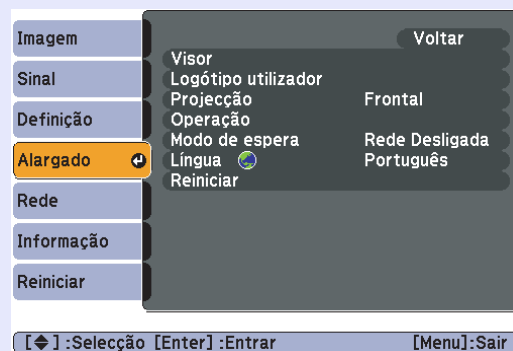 Imagem
Sinal
Definição
Alargado
Rede
Informação
Reiniciar
Voltar
Visor
Logótipo utilizador
Projecção Frontal
Operação
Modo de espera Rede Desligada
Língua Português
Reiniciar
[◆] :Selecção [Enter] :Entrar [Menu]:Sair